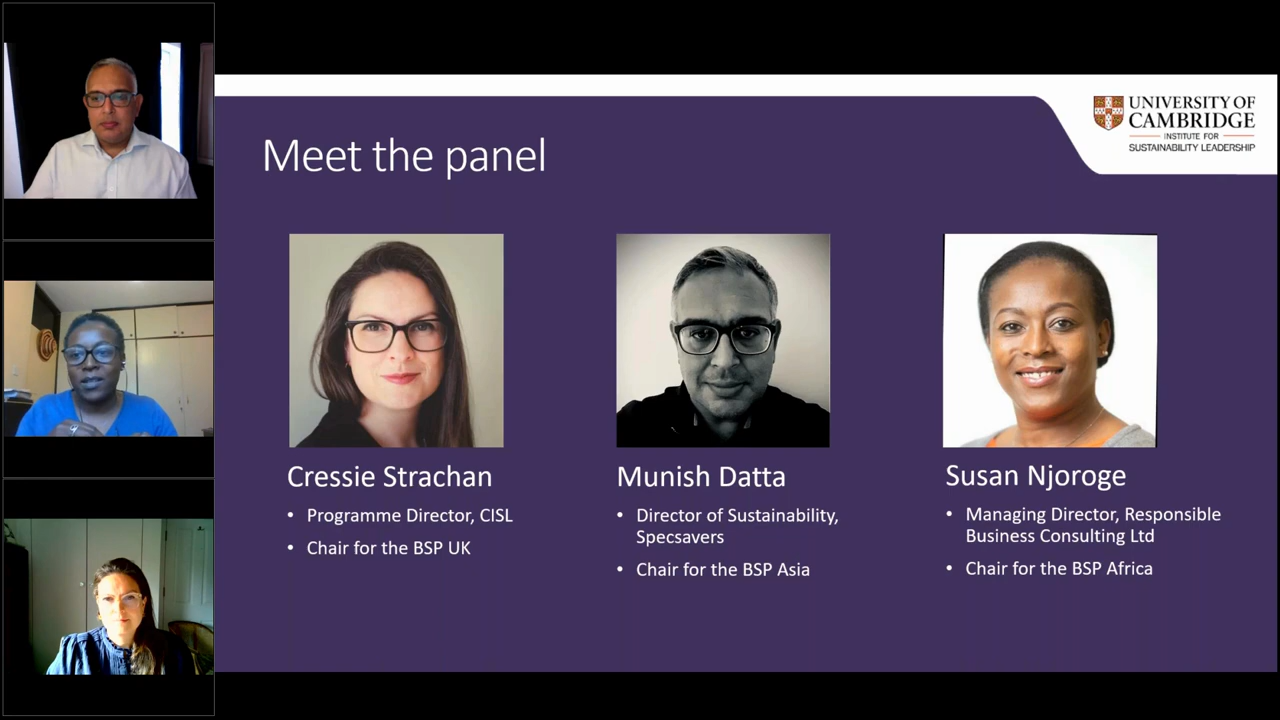 Meet the panel
UNIVERSITY OF
CAMBRIDGE
INSTITUTE FOR
SUSTAINABILITY LEADERSHIP
Cressie Strachan
• Programme Director, CISL
• Chair for the BSP UK
Munish Datta
• Director of Sustainability,
Specsavers
• Chair for the BSP Asia
Susan Njoroge
• Managing Director, Responsible
Business Consulting Ltd
• Chair for the BSP Africa